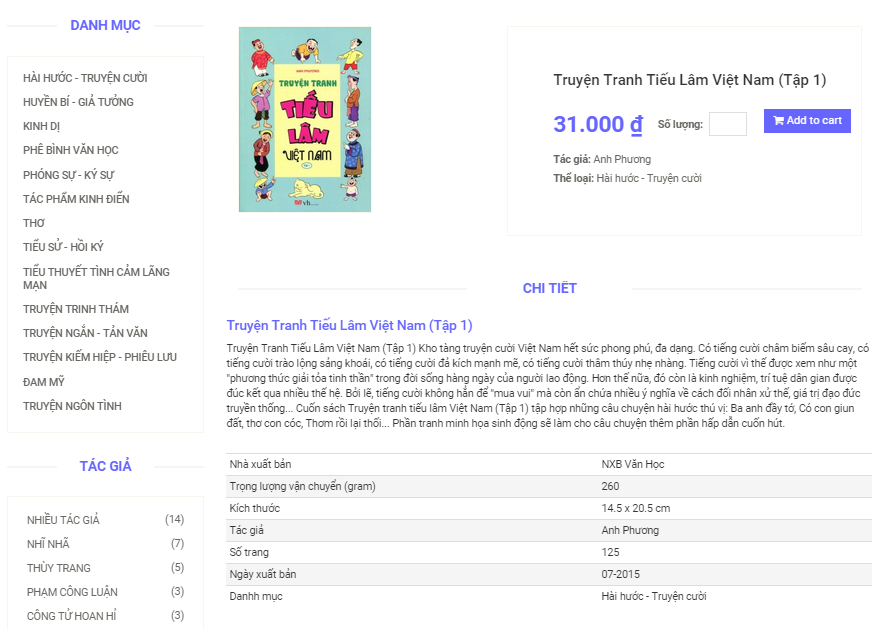 DANH MỤC
HÀI HƯỚC - TRUYỆN CƯỜI
HUYỀN BÍ - GIẢ TƯỞNG
KINH DỊ
PHÊ BÌNH VĂN HỌC
PHÓNG SỰ - KÝ SỰ
TÁC PHẨM KINH ĐIỂN
THƠ
TIỂU SỬ - HỒI KÝ
TIỂU THUYẾT TÌNH CẢM LÃNG
MẠN
TRUYỆN TRINH THÁM
TRUYỆN NGẮN - TẢN VĂN
TRUYỆN KIẾM HIỆP - PHIÊU LƯU
ĐAM MỸ
TRUYỆN NGÔN TÌNH
TÁC GIẢ
NHIỀU TÁC GIẢ (14)
NHĨ NHÃ (7)
THÙY TRANG (5)
PHẠM CÔNG LUẬN (3)
CÔNG TỬ HOAN HỈ (3)
ANH PHƯƠNG
TRUYỆN TRANH
TIẾU
LÂM
VIỆT NAM
Truyện Tranh Tiếu Lâm Việt Nam (Tập 1)
31.000 ₫ Số lượng: Add to cart
Tác giả: Anh Phương
Thể loại: Hài hước - Truyện cười
CHI TIẾT
Truyện Tranh Tiếu Lâm Việt Nam (Tập 1)
Truyện Tranh Tiếu Lâm Việt Nam (Tập 1) Kho tàng truyện cười Việt Nam hết sức phong phú, đa dạng. Có tiếng cười châm biếm sâu cay, có
tiếng cười trào lộng sảng khoái, có tiếng cười đả kích mạnh mẽ, có tiếng cười thâm thúy nhẹ nhàng. Tiếng cười vì thế được xem như một
"phương thức giải tỏa tinh thần" trong đời sống hàng ngày của người lao động. Hơn thế nữa, đó còn là kinh nghiệm, trí tuệ dân gian được
đúc kết qua nhiều thế hệ. Bởi lẽ, tiếng cười không hẳn để "mua vui" mà còn ẩn chứa nhiều ý nghĩa về cách đối nhân xử thế, giá trị đạo đức
truyền thống... Cuốn sách Truyện tranh tiếu lâm Việt Nam (Tập 1) tập hợp những câu chuyện hài hước thú vị: Ba anh đầy tớ, Có con giun
đất, thơ con cóc, Thơm rồi lại thối... Phần tranh minh họa sinh động sẽ làm cho câu chuyện thêm phần hấp dẫn cuốn hút.
Nhà xuất bản NXB Văn Học
Trọng lượng vận chuyển (gram) 260
Kích thước 14.5 x 20.5 cm
Tác giả Anh Phương
Số trang 125
Ngày xuất bản 07-2015
Danhh mục Hài hước - Truyện cười